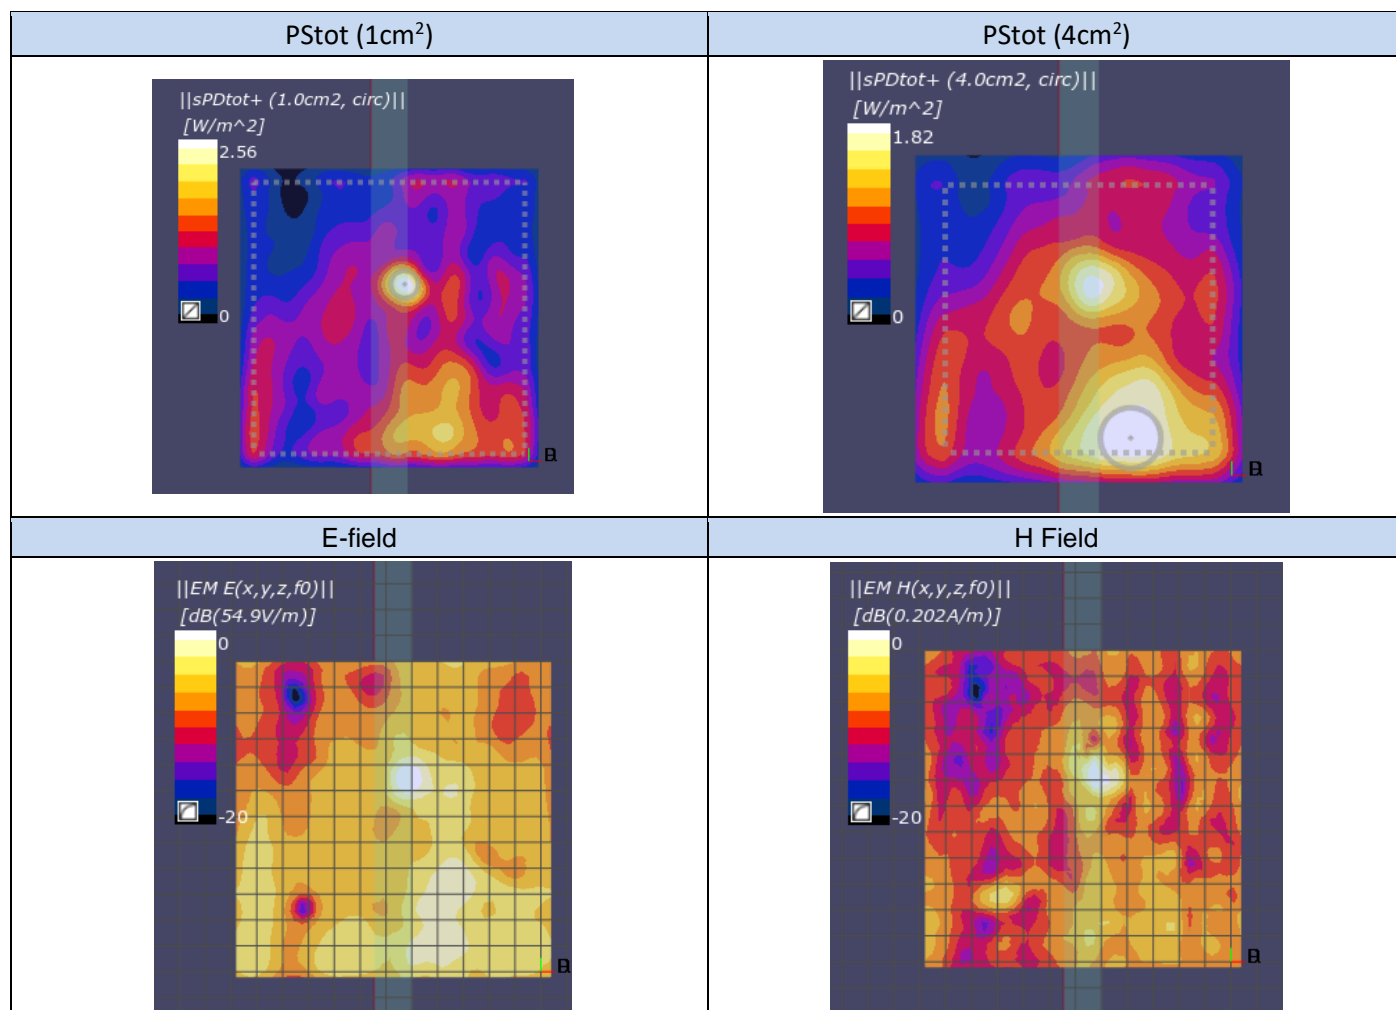 PStot (1cm²)
PStot (4cm²)
||sPDtot+ (1.0cm2, circ)||
[W/m^2]
2.56
0
||sPDtot+ (4.0cm2, circ)||
[W/m^2]
1.82
0
E-field
H Field
||EM E(x,y,z,f0)||
[dB(54.9V/m)]
0
-20
||EM H(x,y,z,f0)||
[dB(0.202A/m)]
0
-20